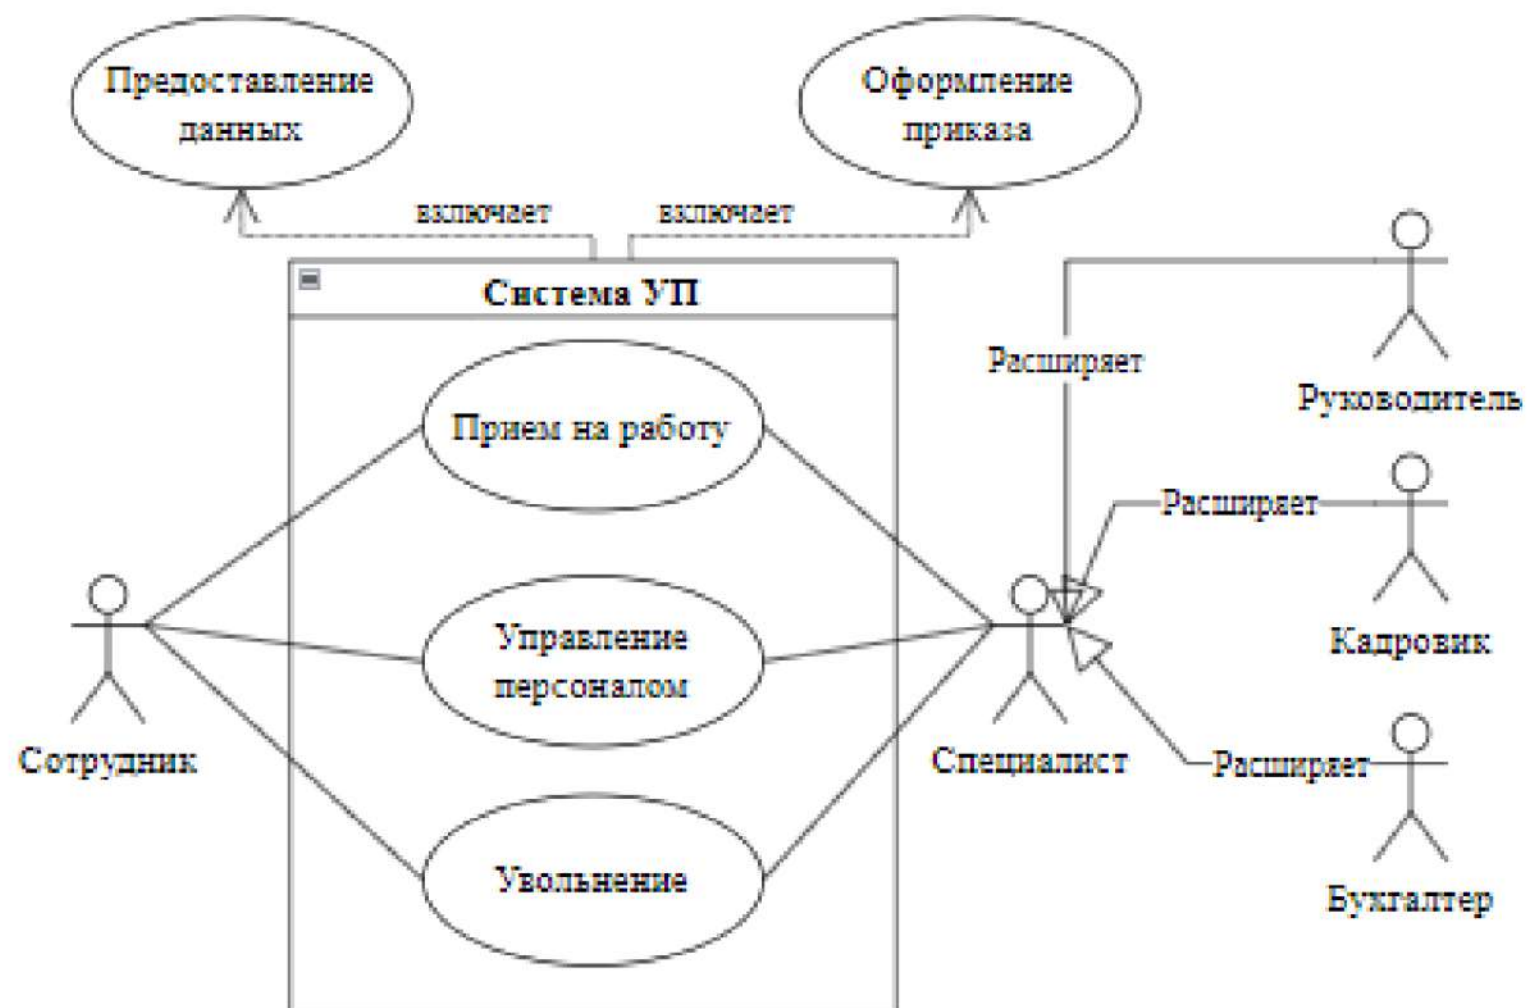 Предоставление
данных
Оформление
приказа
включает
включает
Система УП
Расширяет
Руководитель
Прием на работу
Расширяет
Кадровик
Управление
персоналом
Сотрудник
Специалист
Расширяет
Увольнение
Бухгалтер